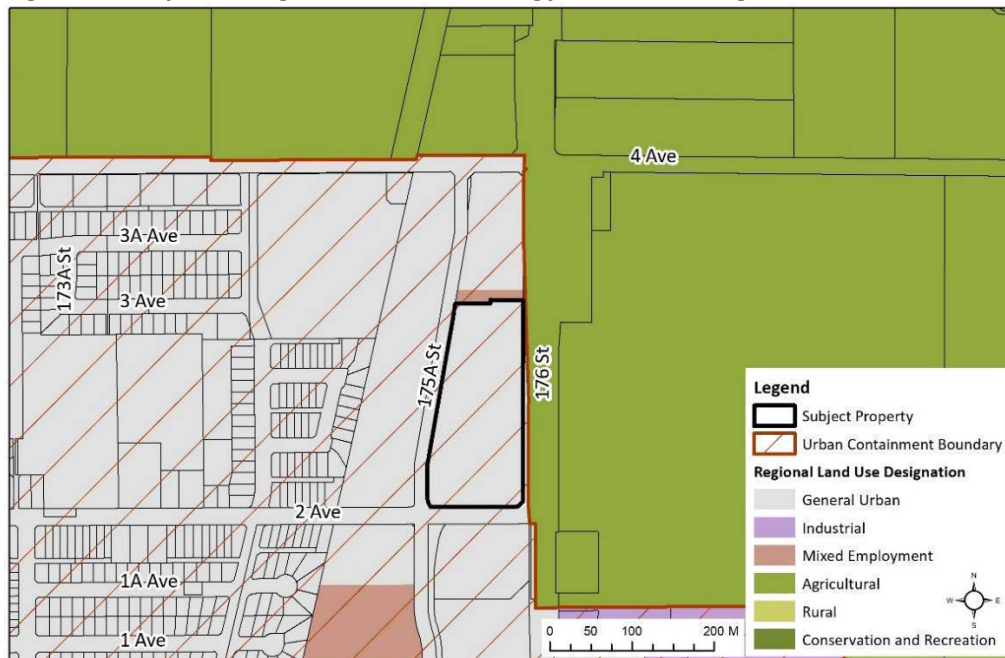 4 Ave
3A Ave
173A St
3 Ave
175A St
176 St
2 Ave
1A Ave
1 Ave
Legend
Subject Property
Urban Containment Boundary
Regional Land Use Designation
General Urban
Industrial
Mixed Employment
Agricultural
Rural
Conservation and Recreation
N
W E
S
0 50 100 200 M